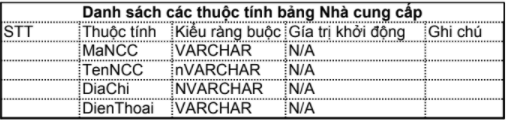 Danh sách các thuộc tính bảng Nhà cung cấp
STT Thuộc tính Kiểu ràng buộc Gía trị khởi động Ghi chú
MaNCC VARCHAR N/A
TenNCC nVARCHAR N/A
DiaChi NVARCHAR N/A
DienThoai VARCHAR N/A